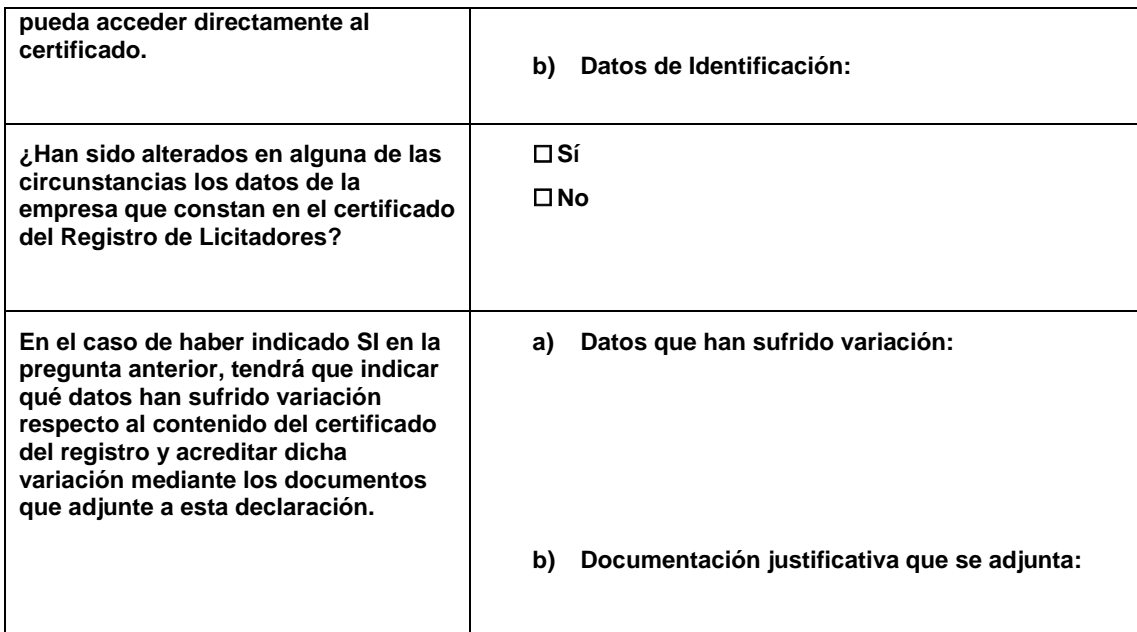 pueda acceder directamente al
certificado.
b) Datos de Identificación:
¿Han sido alterados en alguna de las
circunstancias los datos de la
empresa que constan en el certificado
del Registro de Licitadores?
☐ Sí
☐ No
En el caso de haber indicado SI en la
pregunta anterior, tendrá que indicar
qué datos han sufrido variación
respecto al contenido del certificado
del registro y acreditar dicha
variación mediante los documentos
que adjunte a esta declaración.
a) Datos que han sufrido variación:
b) Documentación justificativa que se adjunta: